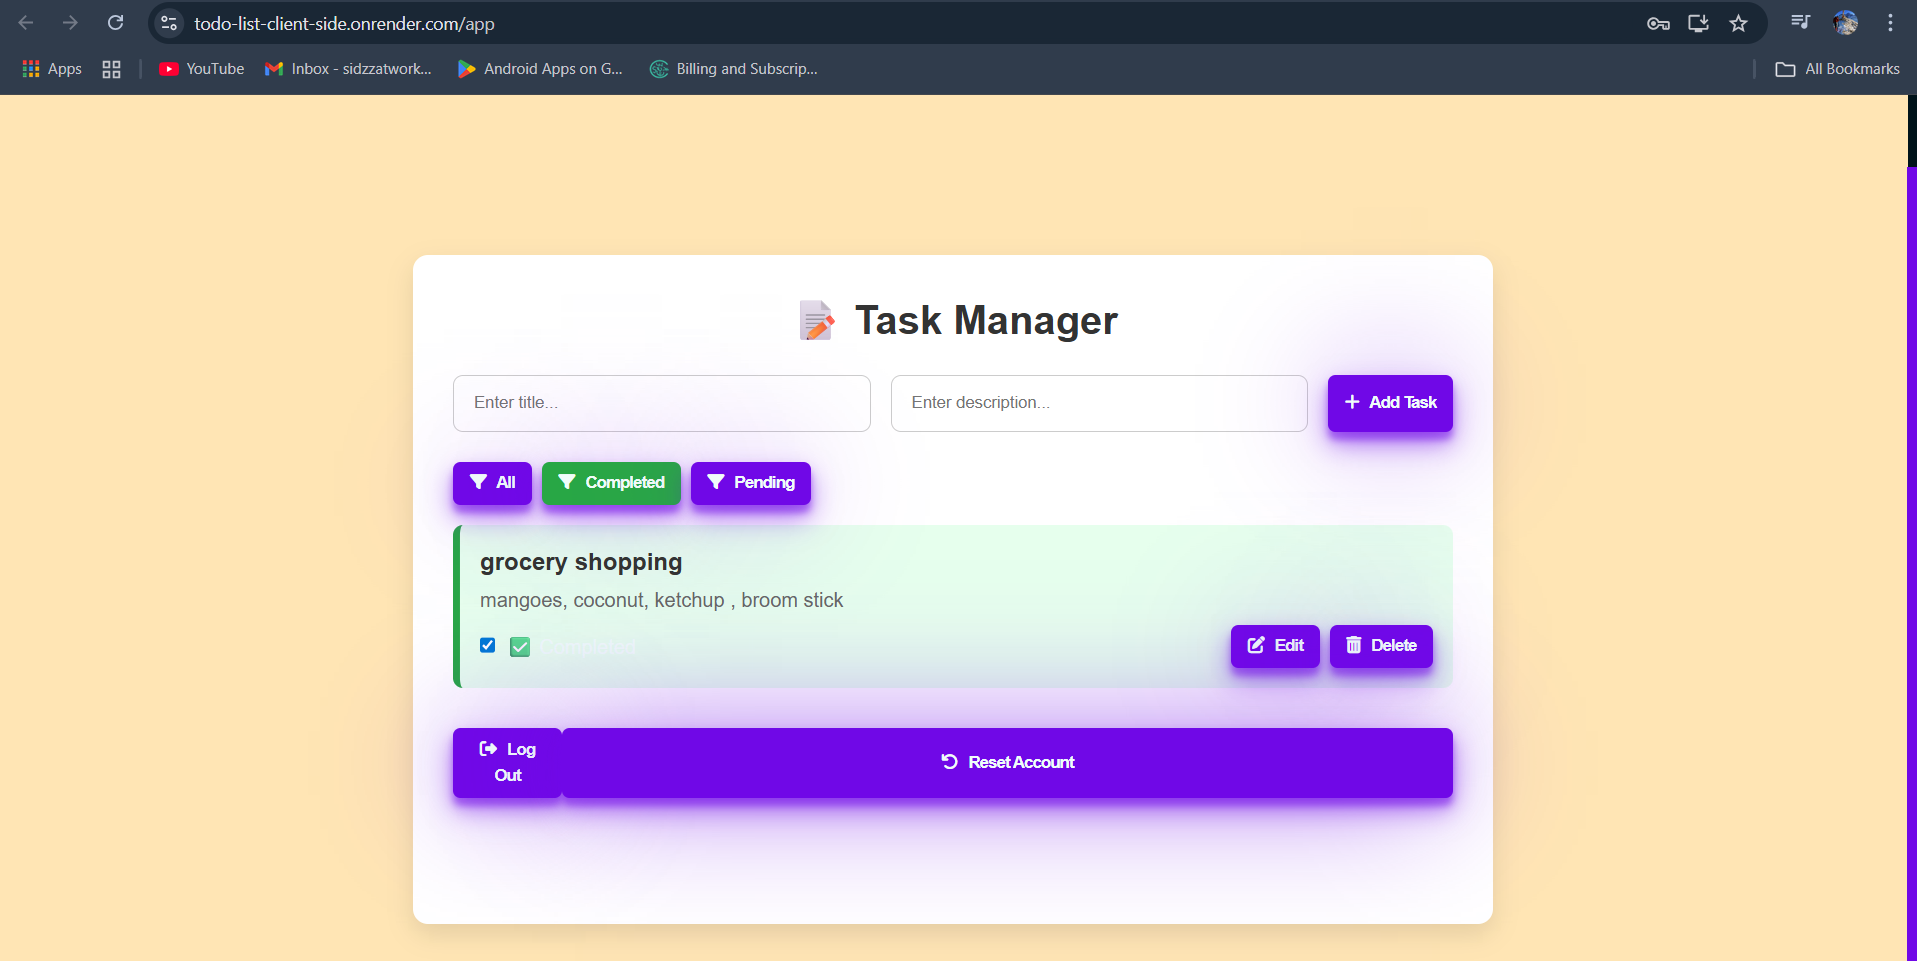 todo-list-client-side.onrender.com/app
Apps YouTube Inbox - sidzzatwork... Android Apps on G... Billing and Subscrip... All Bookmarks
Task Manager
Enter title... Enter description... Add Task
All Completed Pending
grocery shopping
mangoes, coconut, ketchup , broom stick
Completed Edit Delete
Log
Out
Reset Account